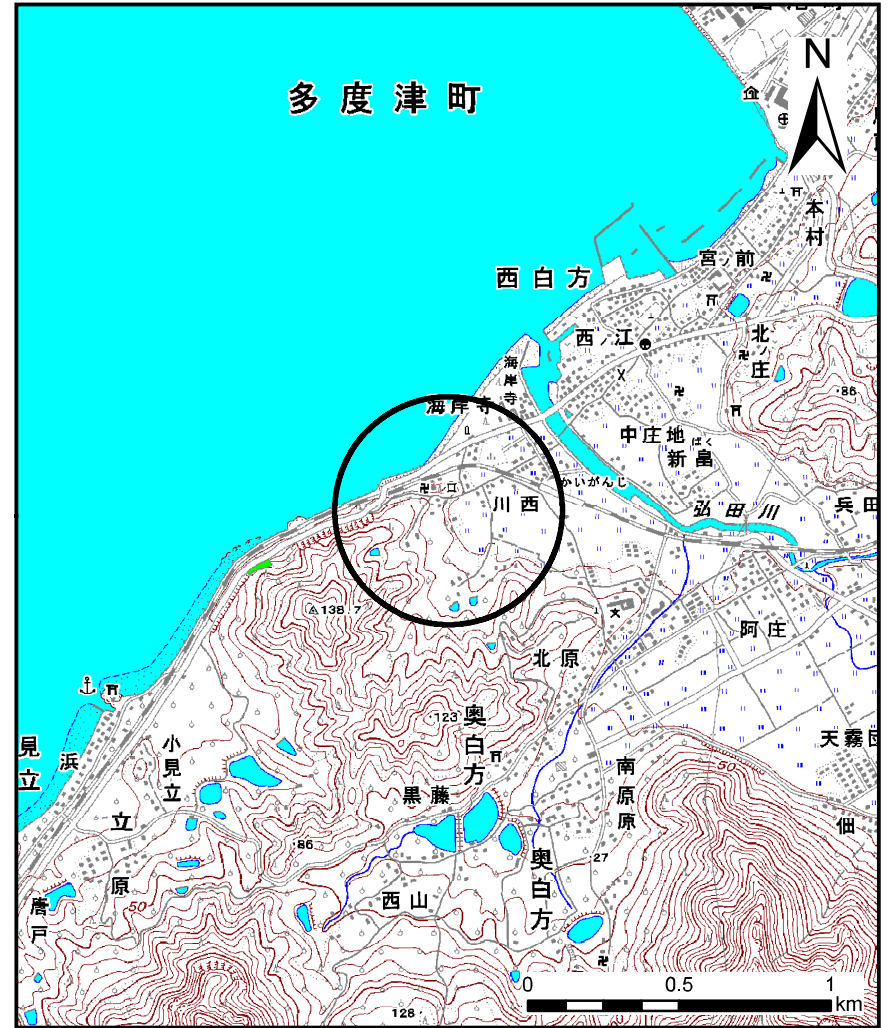 N
多度津町
本村
宮ノ前
西白方
西ノ江
北ノ庄
海岸寺
86
海岸寺
中庄地
ばく
新畠
かいがんじ
川西
弘田川
兵田
138.7
阿庄
北原
123
奥白方
天霧団
見立
浜
小見立
南原原
50
黒藤
立
佃
86
27
奥白方
原
西山
唐戸
50
128
0 0.5 1
km